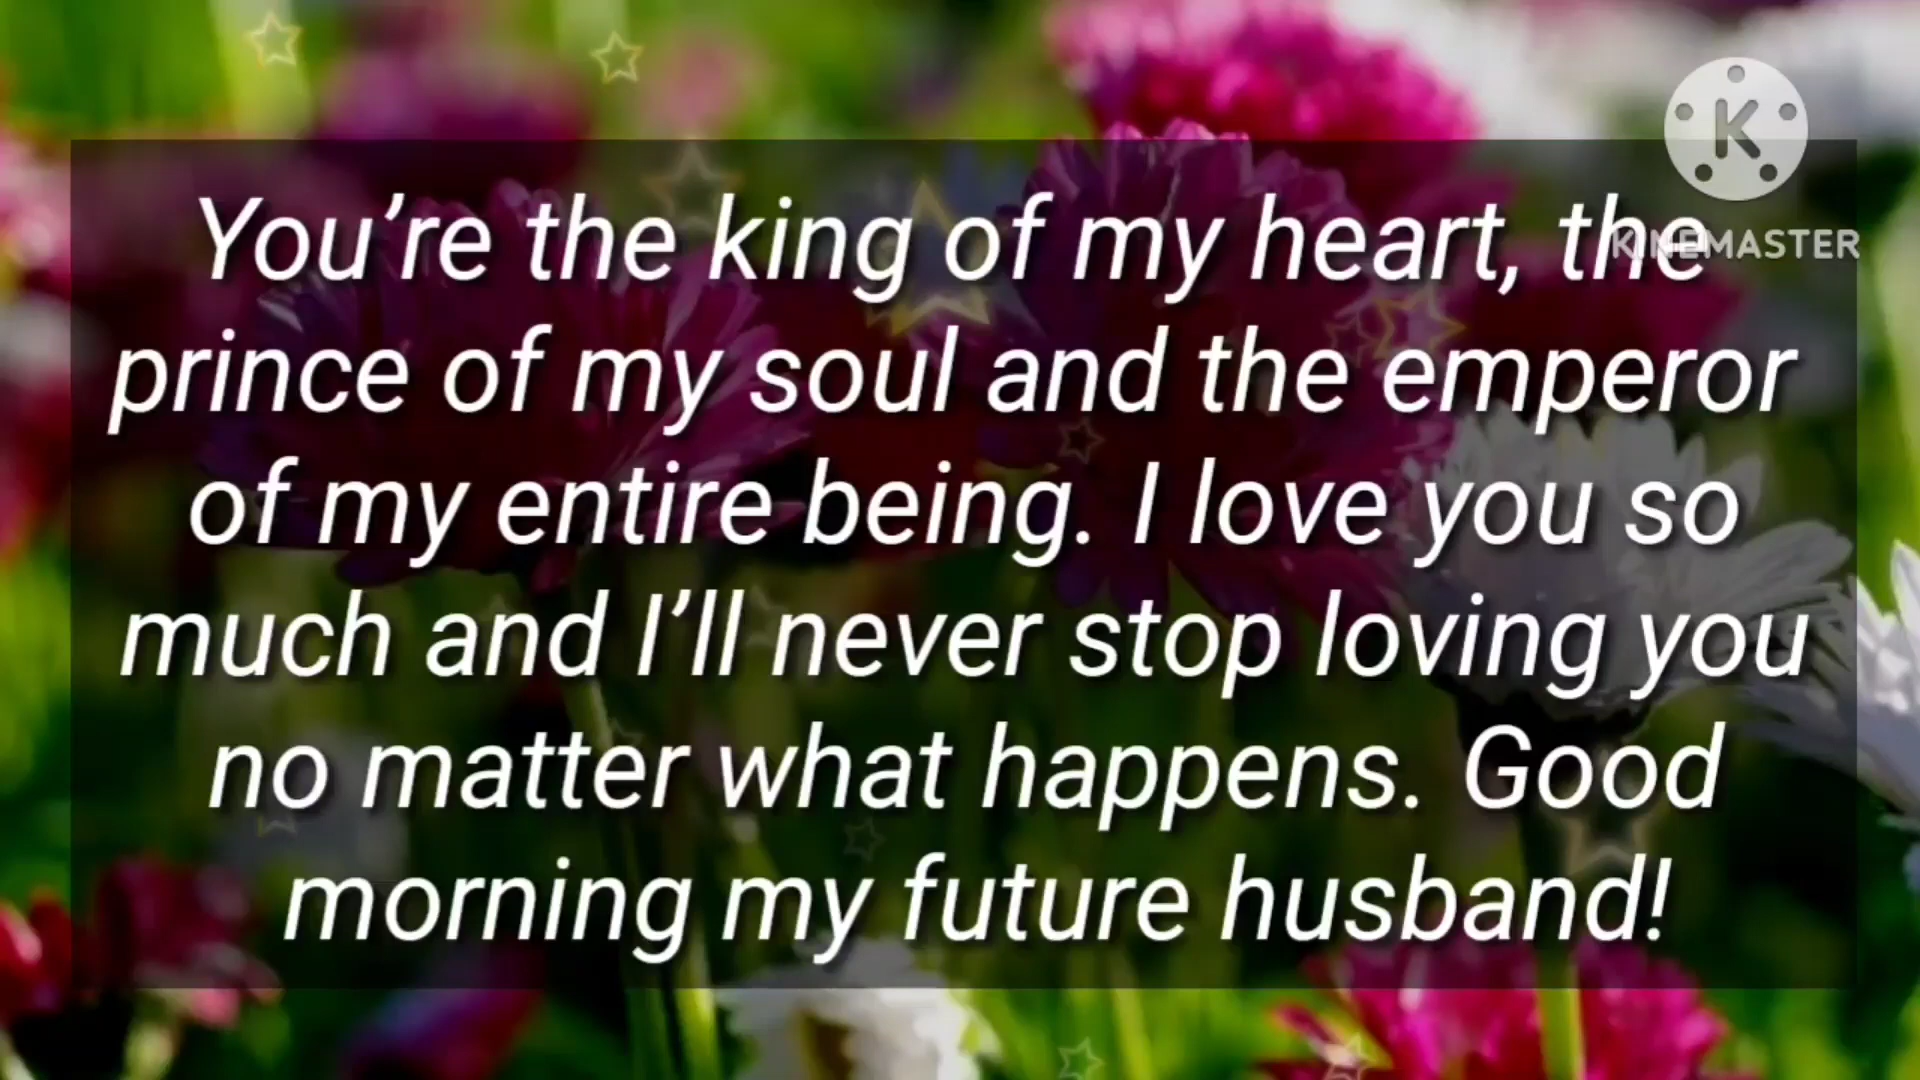 You’re the king of my heart, the
prince of my soul and the emperor
of my entire being. I love you so
much and I’ll never stop loving you
no matter what happens. Good
morning my future husband!
K
KINEMASTER